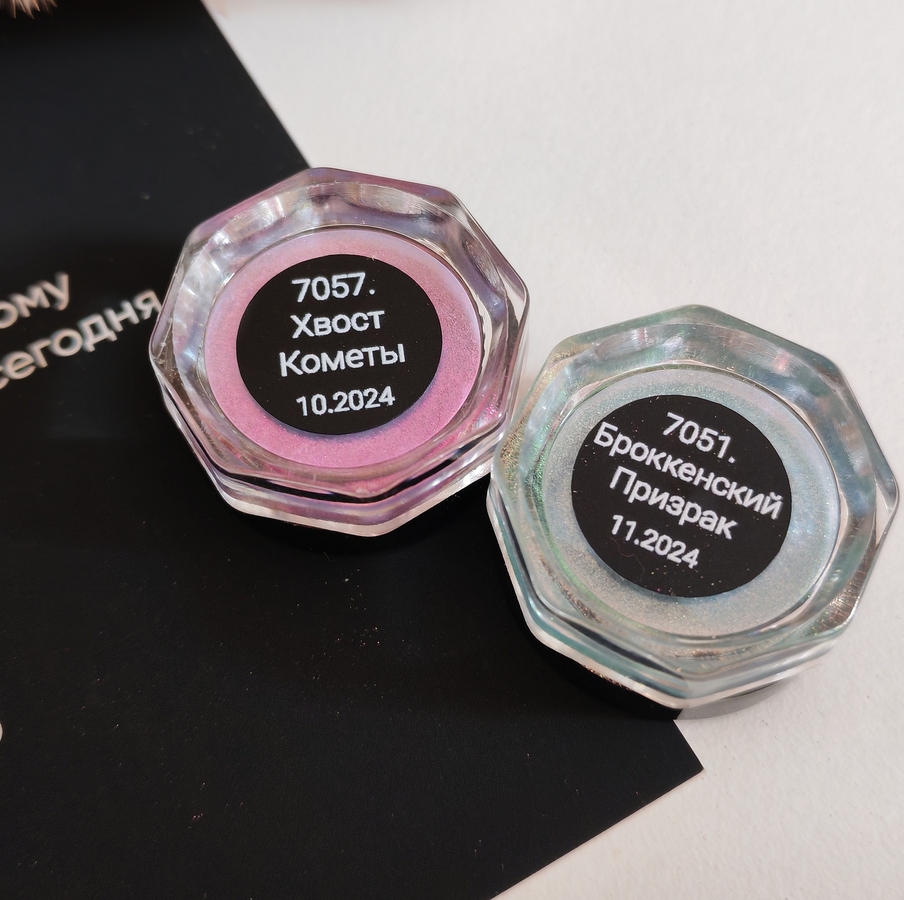 ому
сегодня
7057.
Хвост
Кометы
10.2024
7051.
Броккенский
Призрак
11.2024